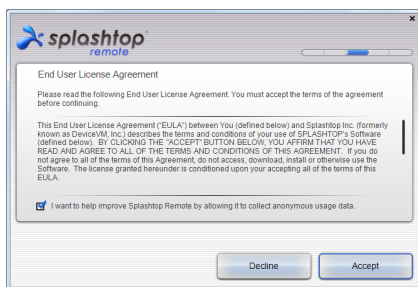 splashtop
remote
End User License Agreement
Please read the following End User License Agreement. You must accept the terms of the agreement
before continuing.
This End User License Agreement ("EULA") between You (defined below) and Splashtop Inc. (formerly
known as DeviceVM, Inc.) describes the terms and conditions of your use of SPLASHTOP's Software
(defined below). BY CLICKING THE "ACCEPT" BUTTON BELOW, YOU AFFIRM THAT YOU HAVE
READ AND AGREE TO ALL OF THE TERMS AND CONDITIONS OF THIS AGREEMENT. If you do
not agree to all of the terms of this Agreement, do not access, download, install or otherwise use the
Software. The license granted hereunder is conditioned upon your accepting all of the terms of this
EULA.
I want to help improve Splashtop Remote by allowing it to collect anonymous usage data.
Decline Accept